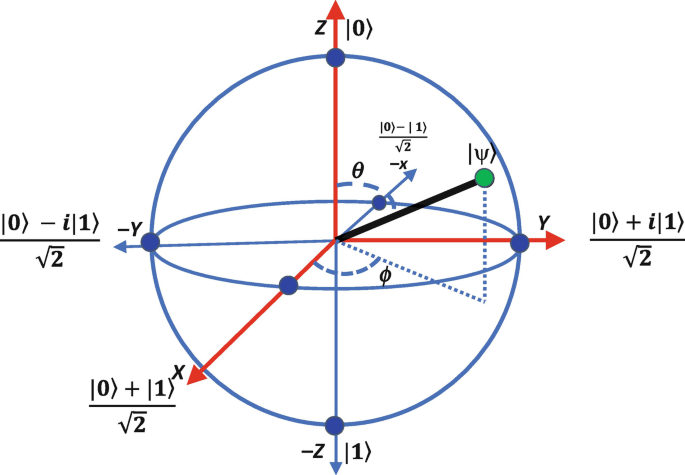 Z |0⟩
|0⟩ − |1⟩
√2
−x
|ψ⟩
θ
|0⟩ − i|1⟩
√2
−Y
Y
|0⟩ + i|1⟩
√2
ϕ
X
|0⟩ + |1⟩
√2
−Z |1⟩